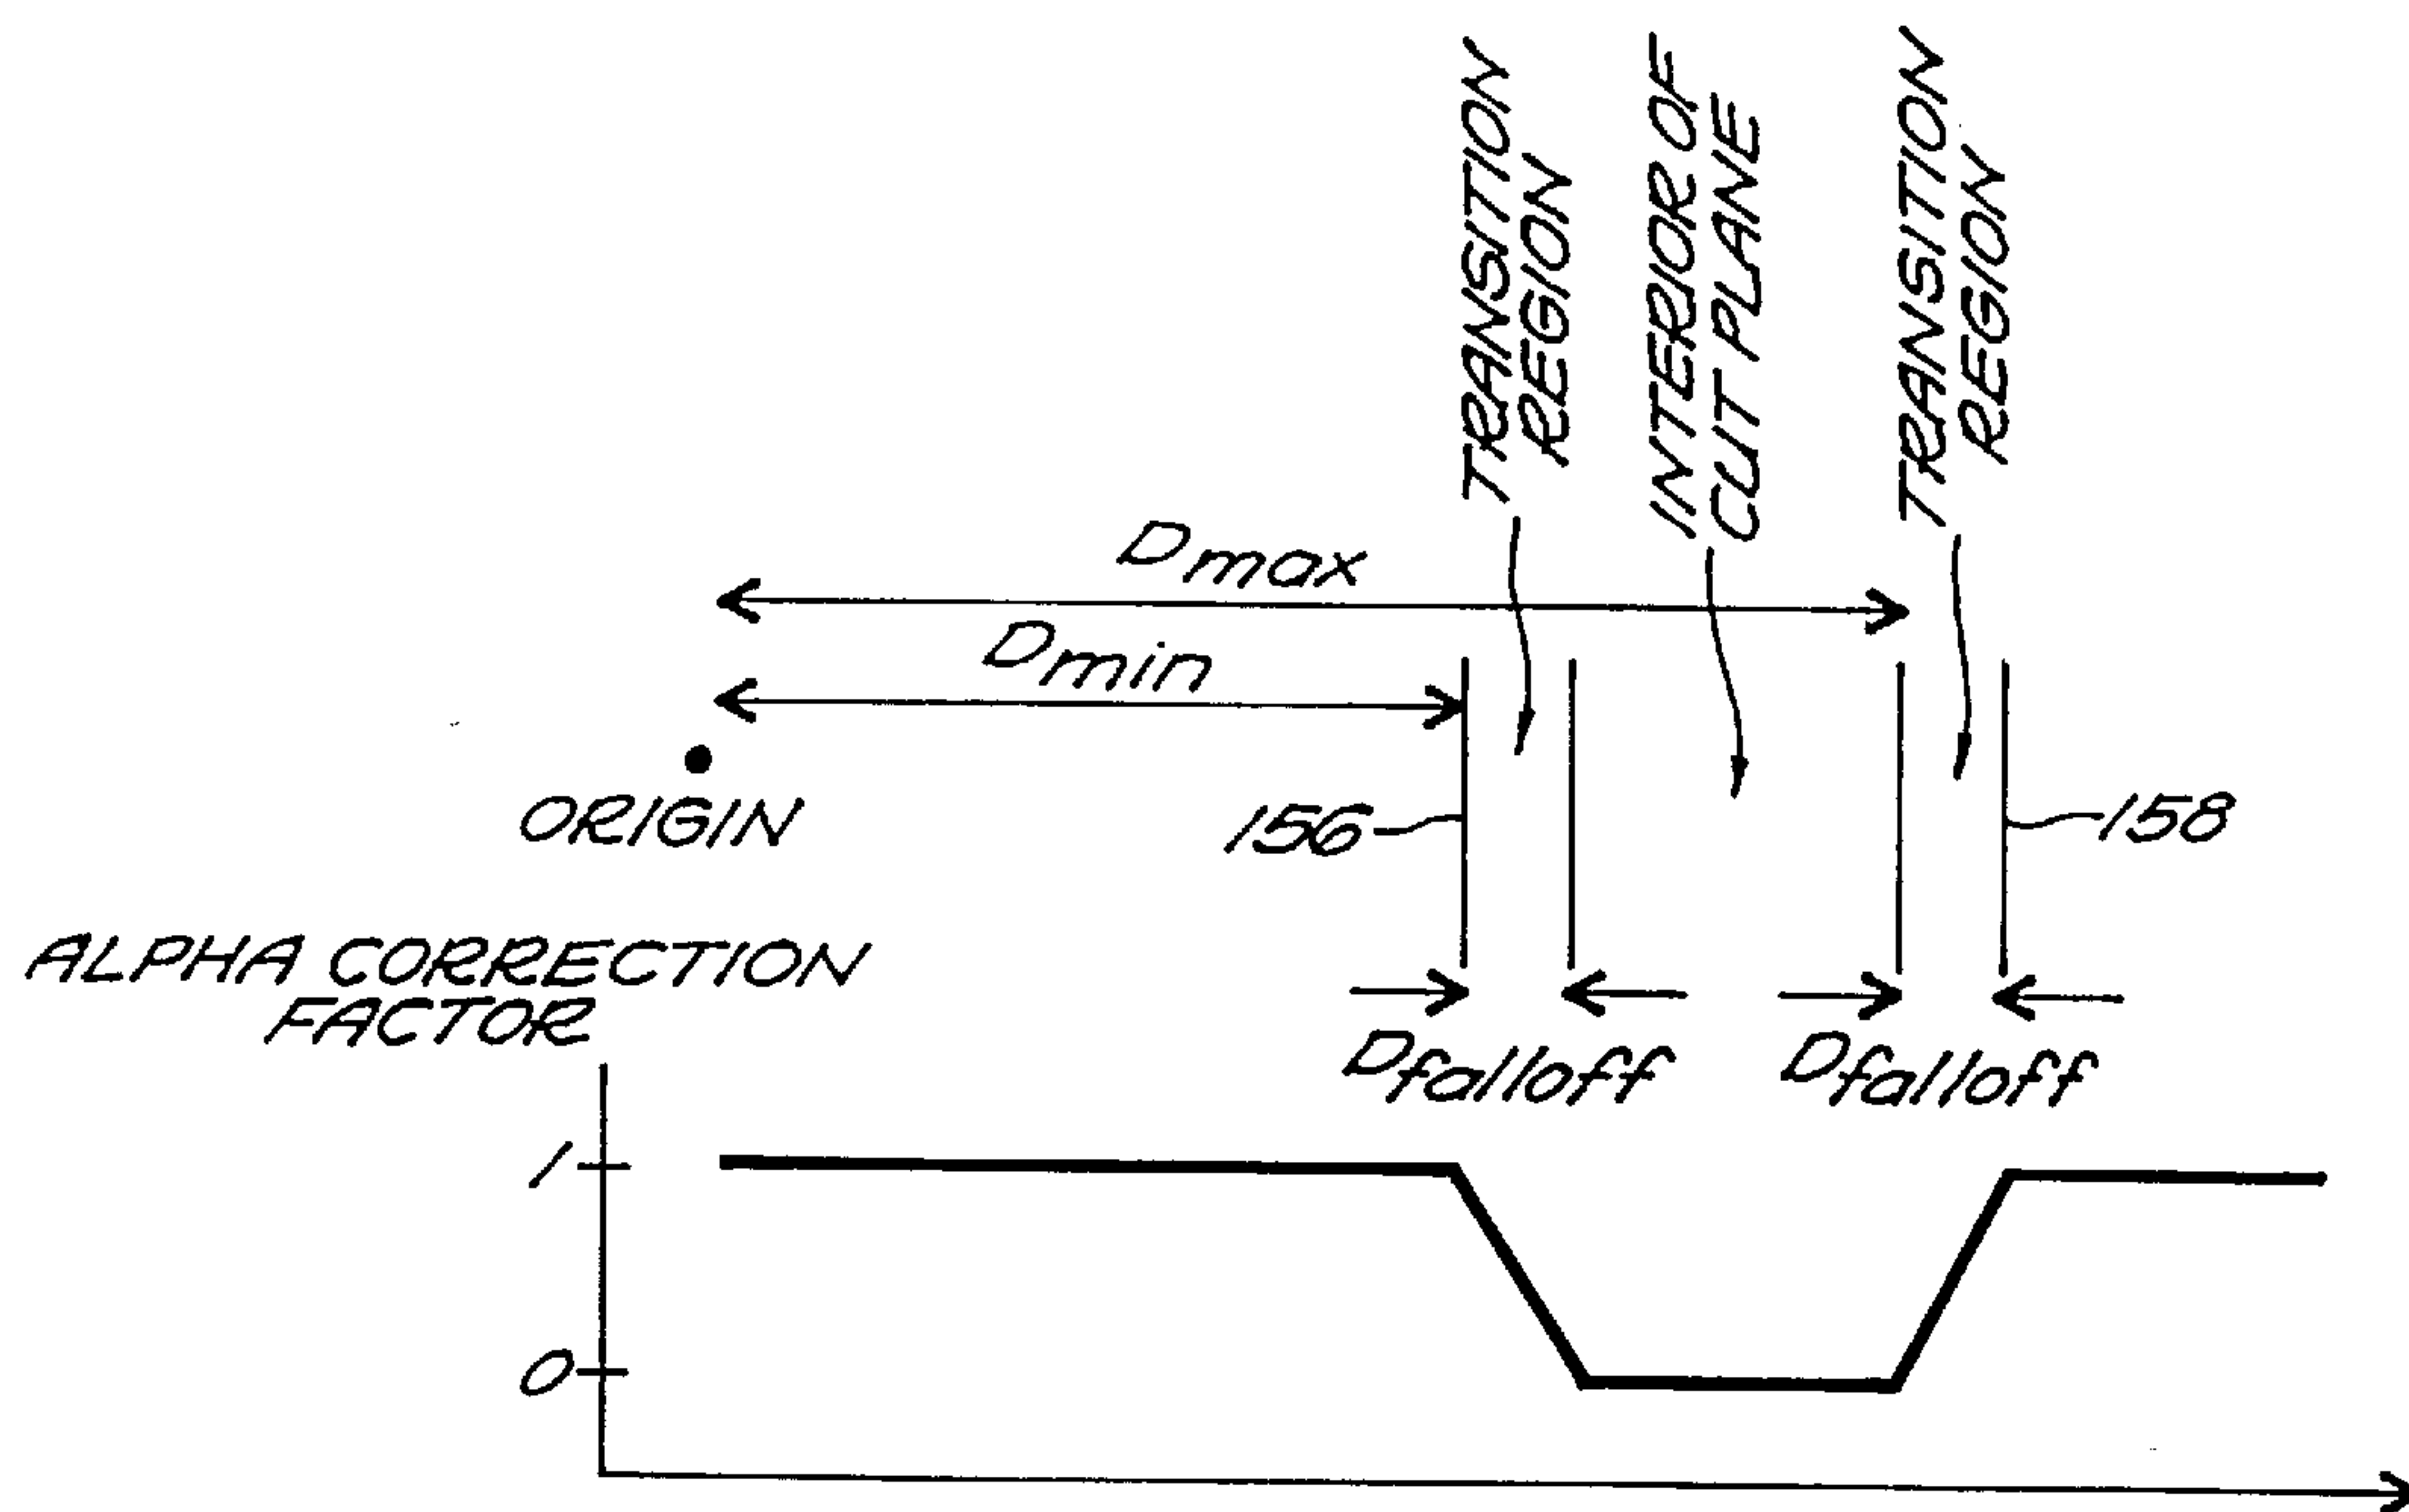 TRANSITION
REGION
INTERIOR OF
CUT PLANE
TRANSITION
REGION
Dmax
Dmin
ORIGIN
156
158
ALPHA CORRECTION
FACTOR
Dfalloff
Dfalloff
1
0